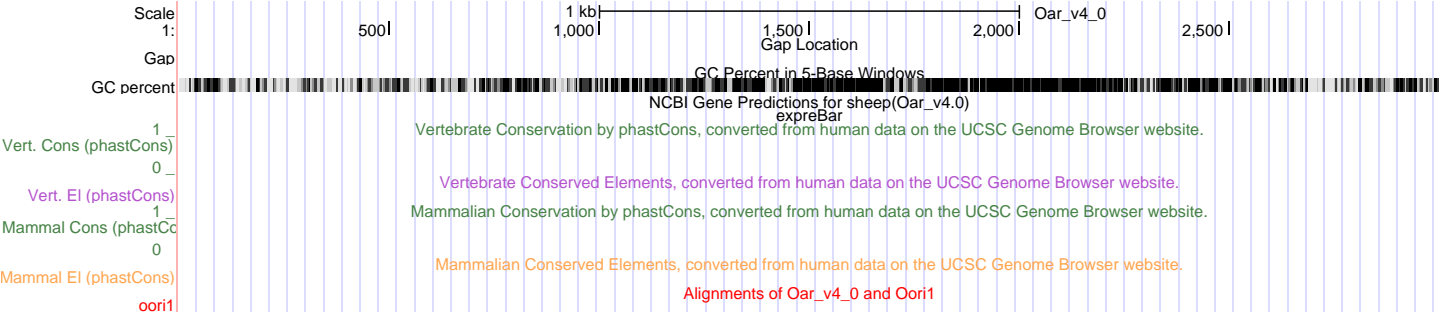 Scale 1 kb Oar_v4_0
1: 500 1,000 1,500 2,000 2,500
Gap Location
Gap
GC Percent in 5-Base Windows
GC percent
NCBI Gene Predictions for sheep(Oar_v4.0)
expreBar
1 _ Vertebrate Conservation by phastCons, converted from human data on the UCSC Genome Browser website.
Vert. Cons (phastCons)
0 _
Vertebrate Conserved Elements, converted from human data on the UCSC Genome Browser website.
Vert. El (phastCons)
1 _ Mammalian Conservation by phastCons, converted from human data on the UCSC Genome Browser website.
Mammal Cons (phastCo
0
Mammalian Conserved Elements, converted from human data on the UCSC Genome Browser website.
Mammal El (phastCons)
Alignments of Oar_v4_0 and Oori1
oori1